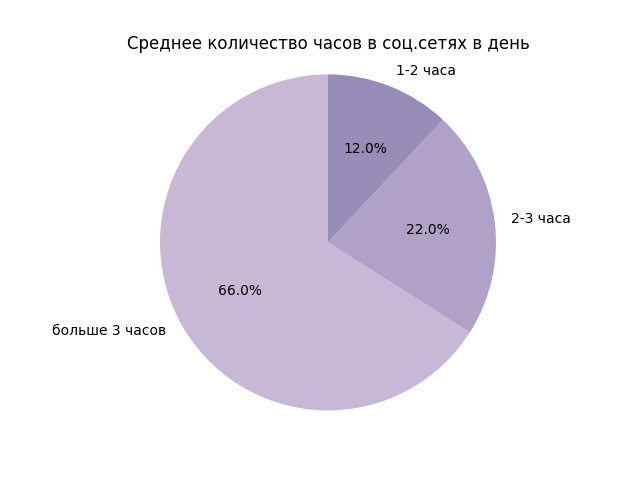 Среднее количество часов в соц.сетях в день
1-2 часа
12.0%
2-3 часа
22.0%
66.0%
больше 3 часов